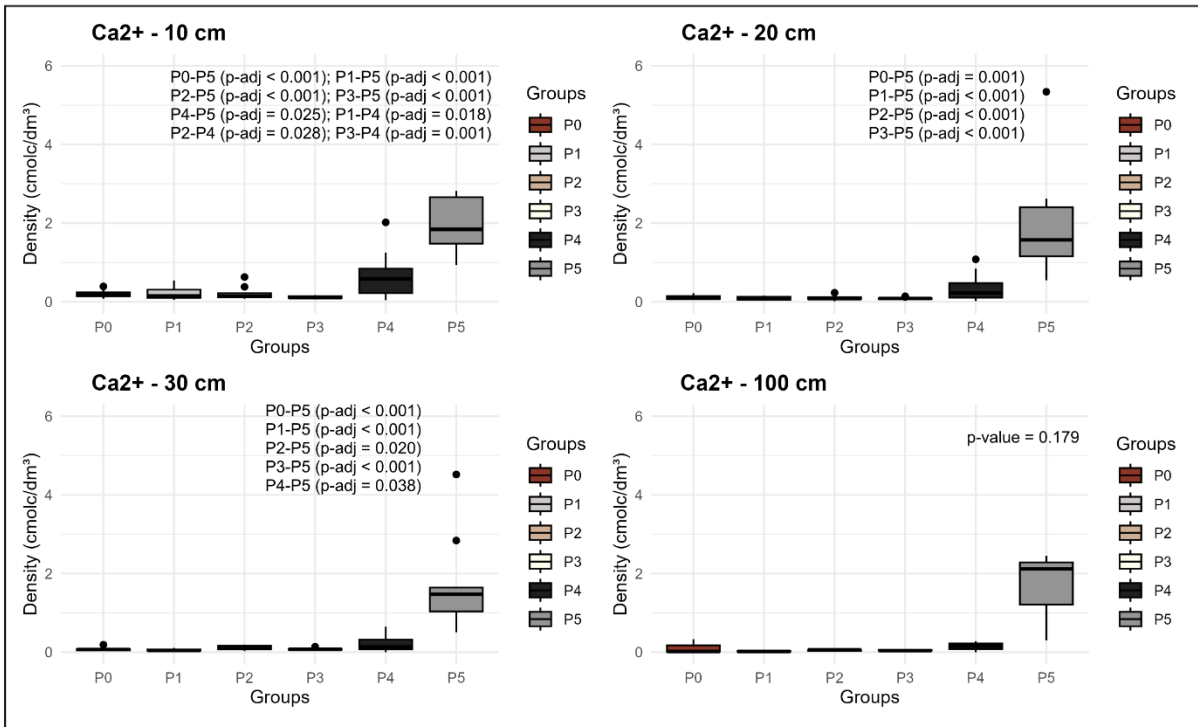 Ca2+ - 10 cm
P0-P5 (p-adj < 0.001); P1-P5 (p-adj < 0.001)
P2-P5 (p-adj < 0.001); P3-P5 (p-adj < 0.001)
P4-P5 (p-adj = 0.025); P1-P4 (p-adj = 0.018)
P2-P4 (p-adj = 0.028); P3-P4 (p-adj = 0.001)
Density (cmolc/dm³)
6
4
2
0
P0 P1 P2 P3 P4 P5
Groups
Groups
P0
P1
P2
P3
P4
P5
Ca2+ - 20 cm
P0-P5 (p-adj = 0.001)
P1-P5 (p-adj < 0.001)
P2-P5 (p-adj < 0.001)
P3-P5 (p-adj < 0.001)
Density (cmolc/dm³)
6
4
2
0
P0 P1 P2 P3 P4 P5
Groups
Groups
P0
P1
P2
P3
P4
P5
Ca2+ - 30 cm
P0-P5 (p-adj < 0.001)
P1-P5 (p-adj < 0.001)
P2-P5 (p-adj = 0.020)
P3-P5 (p-adj < 0.001)
P4-P5 (p-adj = 0.038)
Density (cmolc/dm³)
6
4
2
0
P0 P1 P2 P3 P4 P5
Groups
Groups
P0
P1
P2
P3
P4
P5
Ca2+ - 100 cm
p-value = 0.179
Density (cmolc/dm³)
6
4
2
0
P0 P1 P2 P3 P4 P5
Groups
Groups
P0
P1
P2
P3
P4
P5